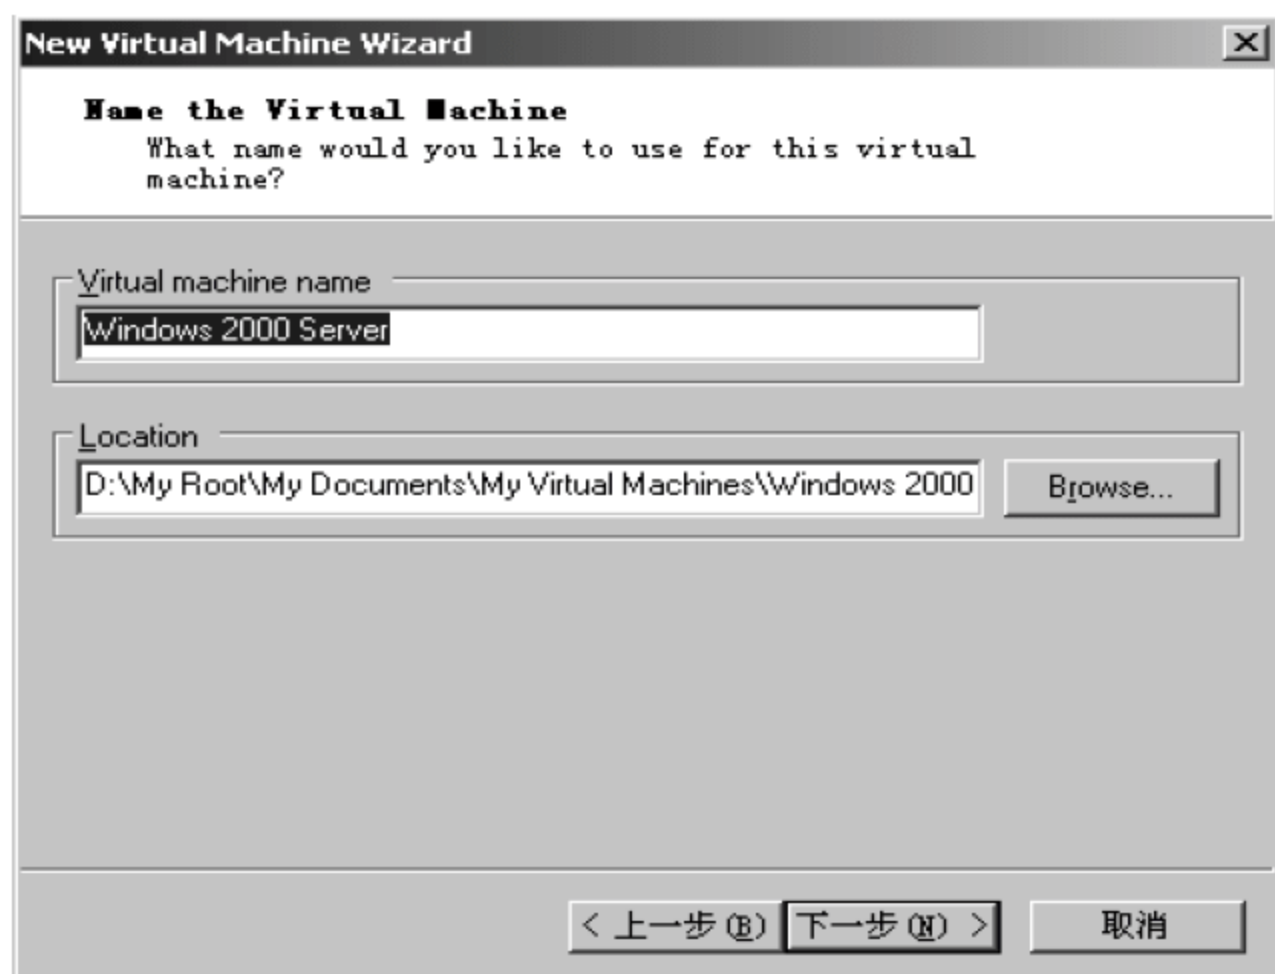 New Virtual Machine Wizard
Name the Virtual Machine
What name would you like to use for this virtual
machine?
Virtual machine name
Windows 2000 Server
Location
D:\My Root\My Documents\My Virtual Machines\Windows 2000
Browse...
< 上一步(B) 下一步(N) > 取消